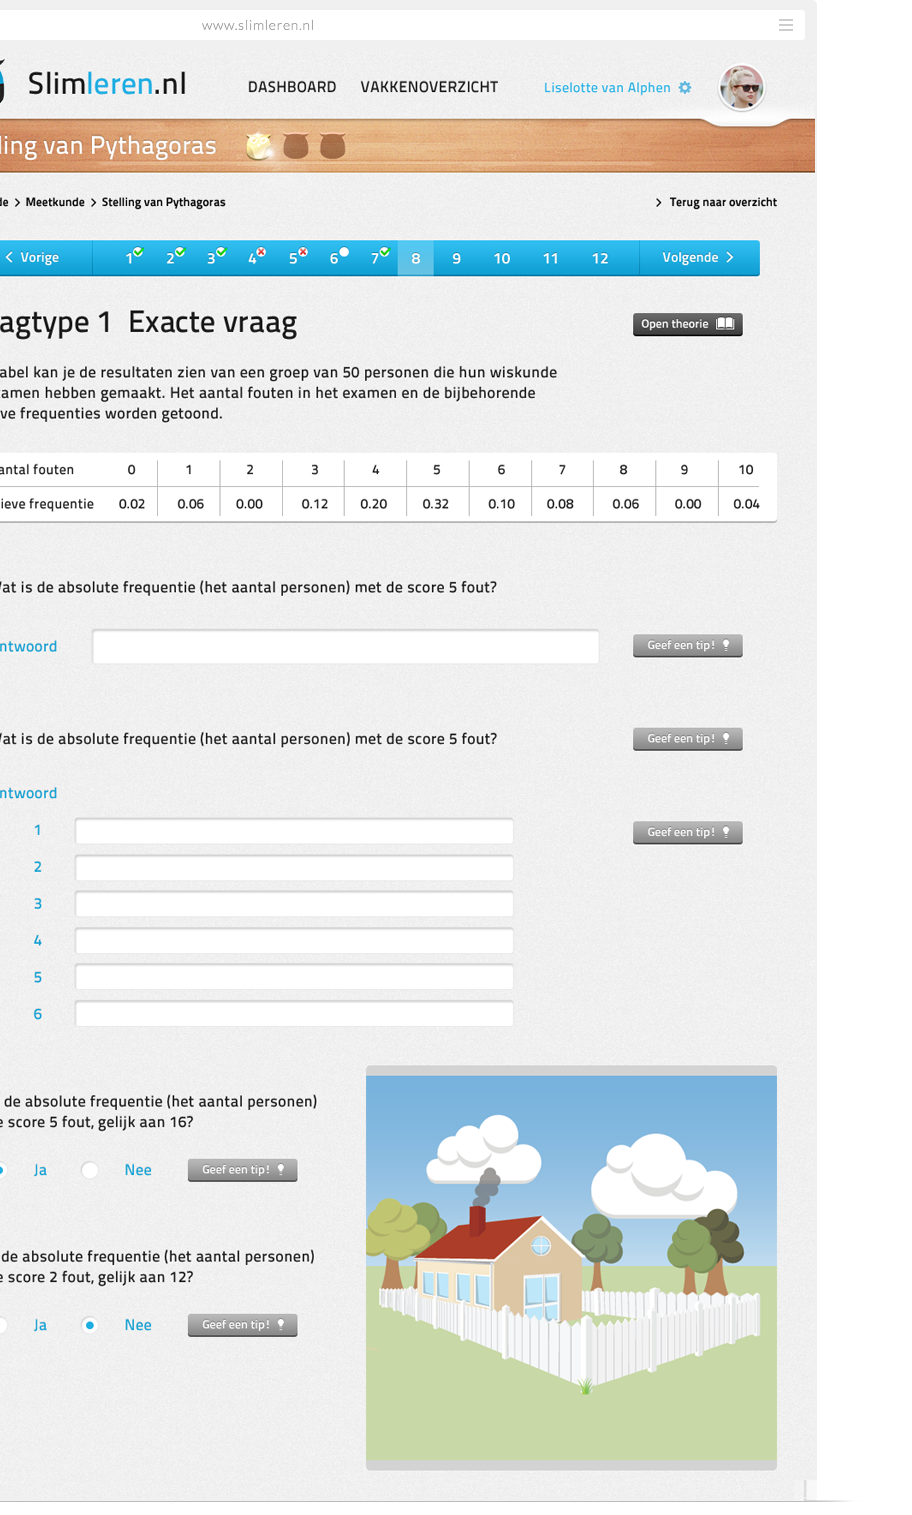 www.slimleren.nl
Slimleren.nl
DASHBOARD VAKKENOVERZICHT Liselotte van Alphen
ling van Pythagoras
de > Meetkunde > Stelling van Pythagoras > Terug naar overzicht
< Vorige 1 2 3 4 5 6 7 8 9 10 11 12 Volgende >
agtype 1 Exacte vraag
Open theorie
abel kan je de resultaten zien van een groep van 50 personen die hun wiskunde
amen hebben gemaakt. Het aantal fouten in het examen en de bijbehorende
ve frequenties worden getoond.
antal fouten 0 1 2 3 4 5 6 7 8 9 10
ieve frequentie 0.02 0.06 0.00 0.12 0.20 0.32 0.10 0.08 0.06 0.00 0.04
at is de absolute frequentie (het aantal personen) met de score 5 fout?
ntwoord
Geef een tip!
at is de absolute frequentie (het aantal personen) met de score 5 fout?
Geef een tip!
ntwoord
1
Geef een tip!
2
3
4
5
6
de absolute frequentie (het aantal personen)
e score 5 fout, gelijk aan 16?
Ja Nee Geef een tip!
de absolute frequentie (het aantal personen)
e score 2 fout, gelijk aan 12?
Ja Nee Geef een tip!